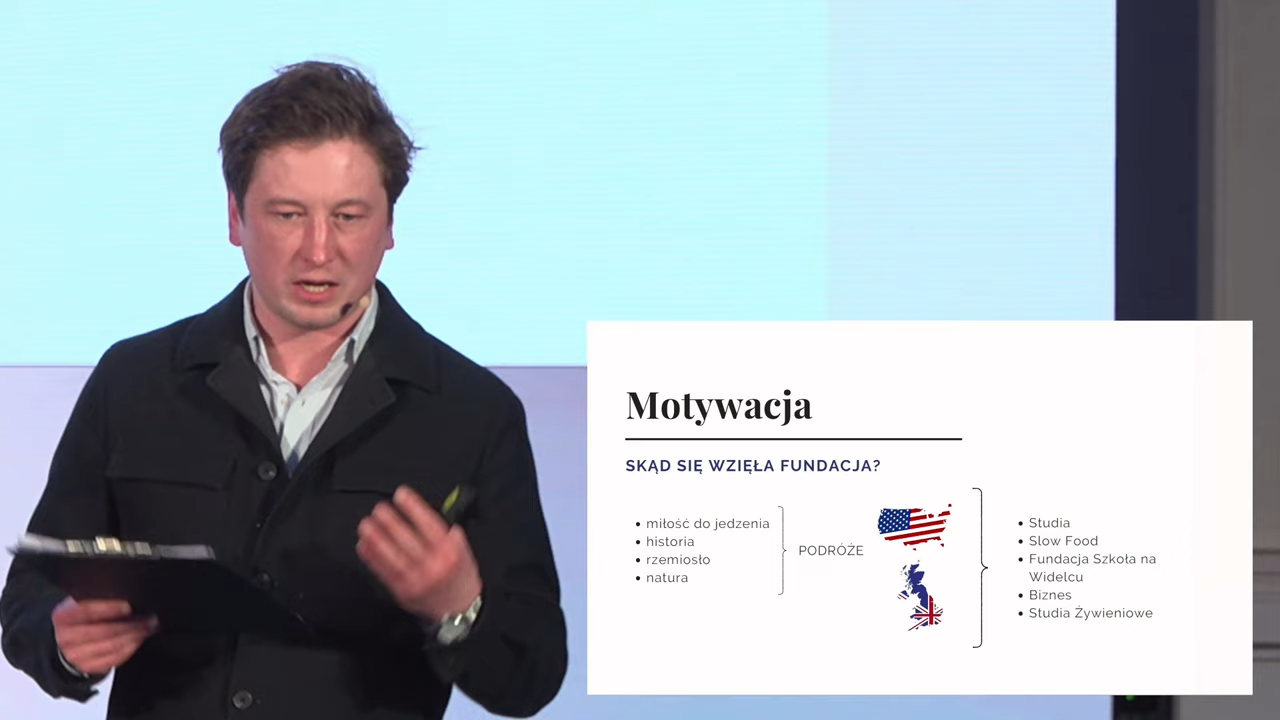 Motywacja
SKĄD SIĘ WZIĘŁA FUNDACJA?
miłość do jedzenia
historia
rzemiosło
natura
PODRÓŻE
Studia
Slow Food
Fundacja Szkoła na
Widelcu
Biznes
Studia Żywieniowe